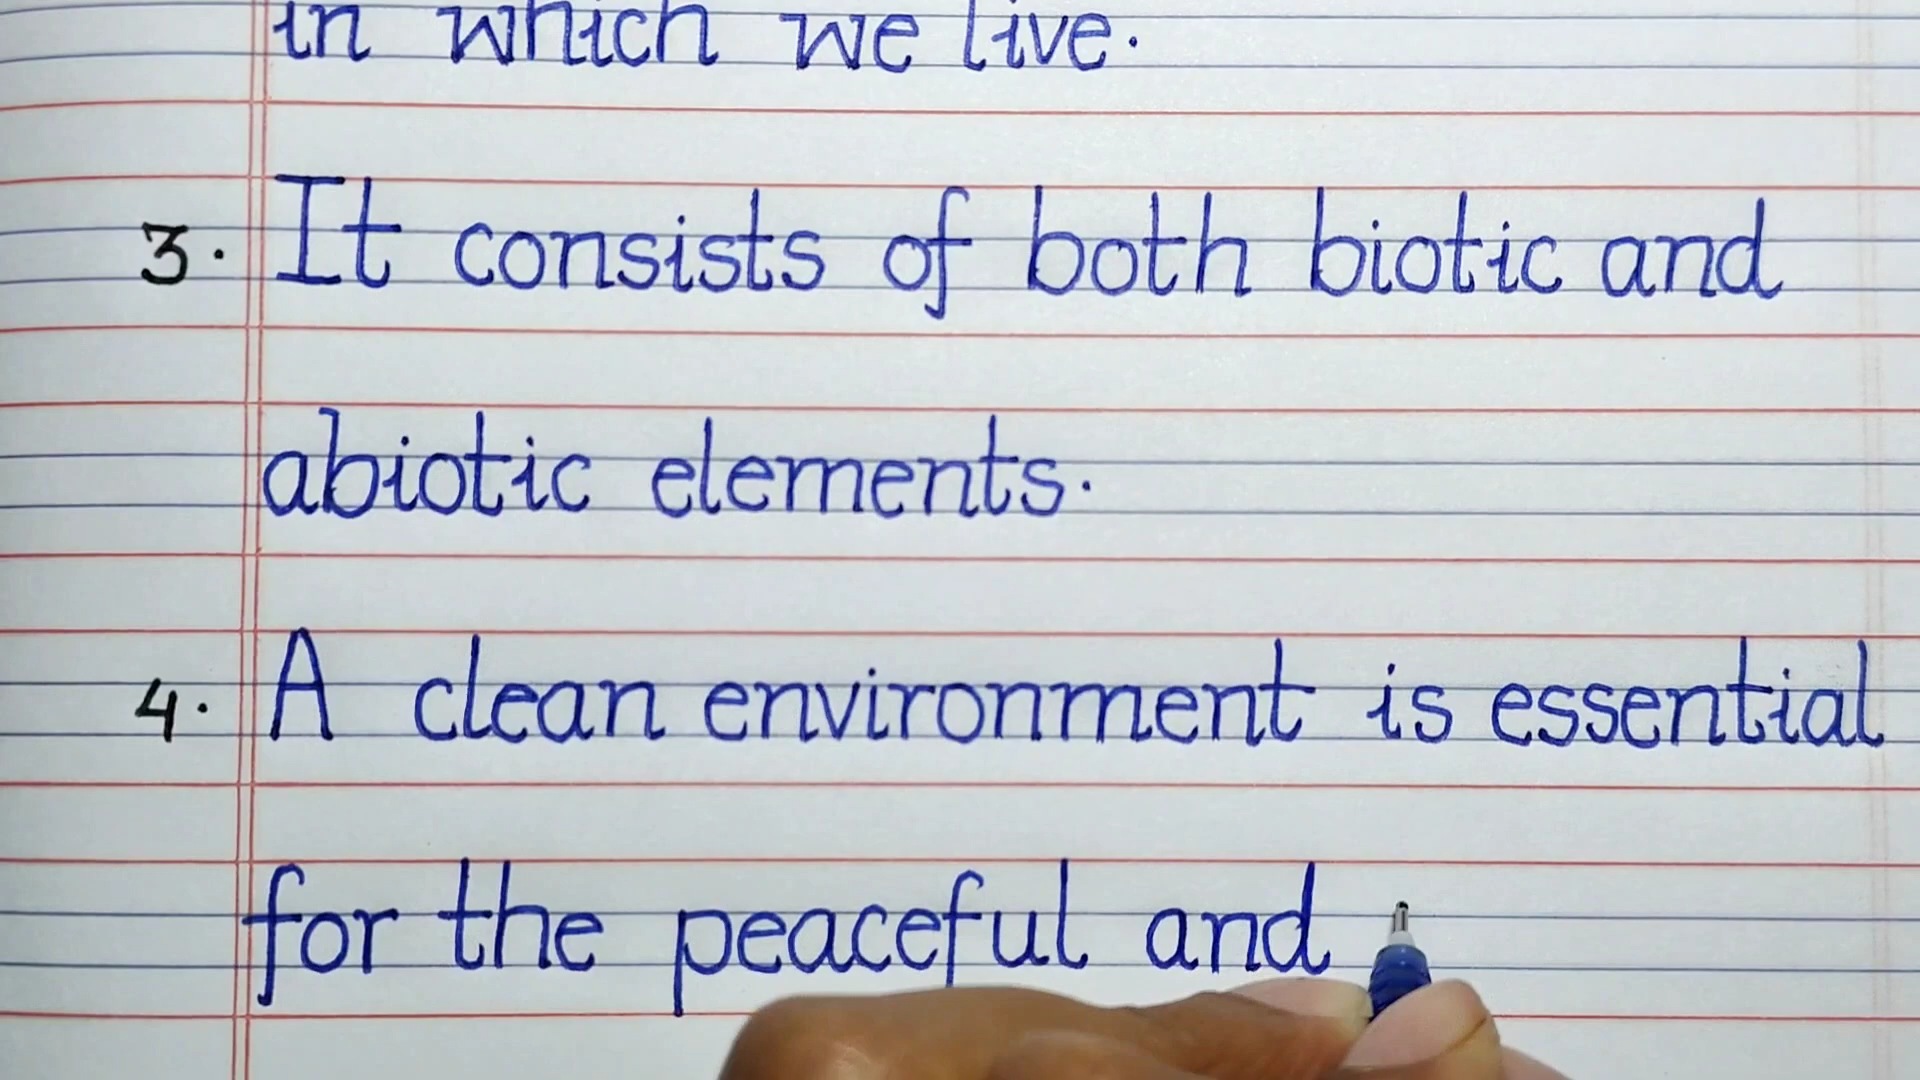 in which we live.
3. It consists of both biotic and
abiotic elements.
4. A clean environment is essential
for the peaceful and